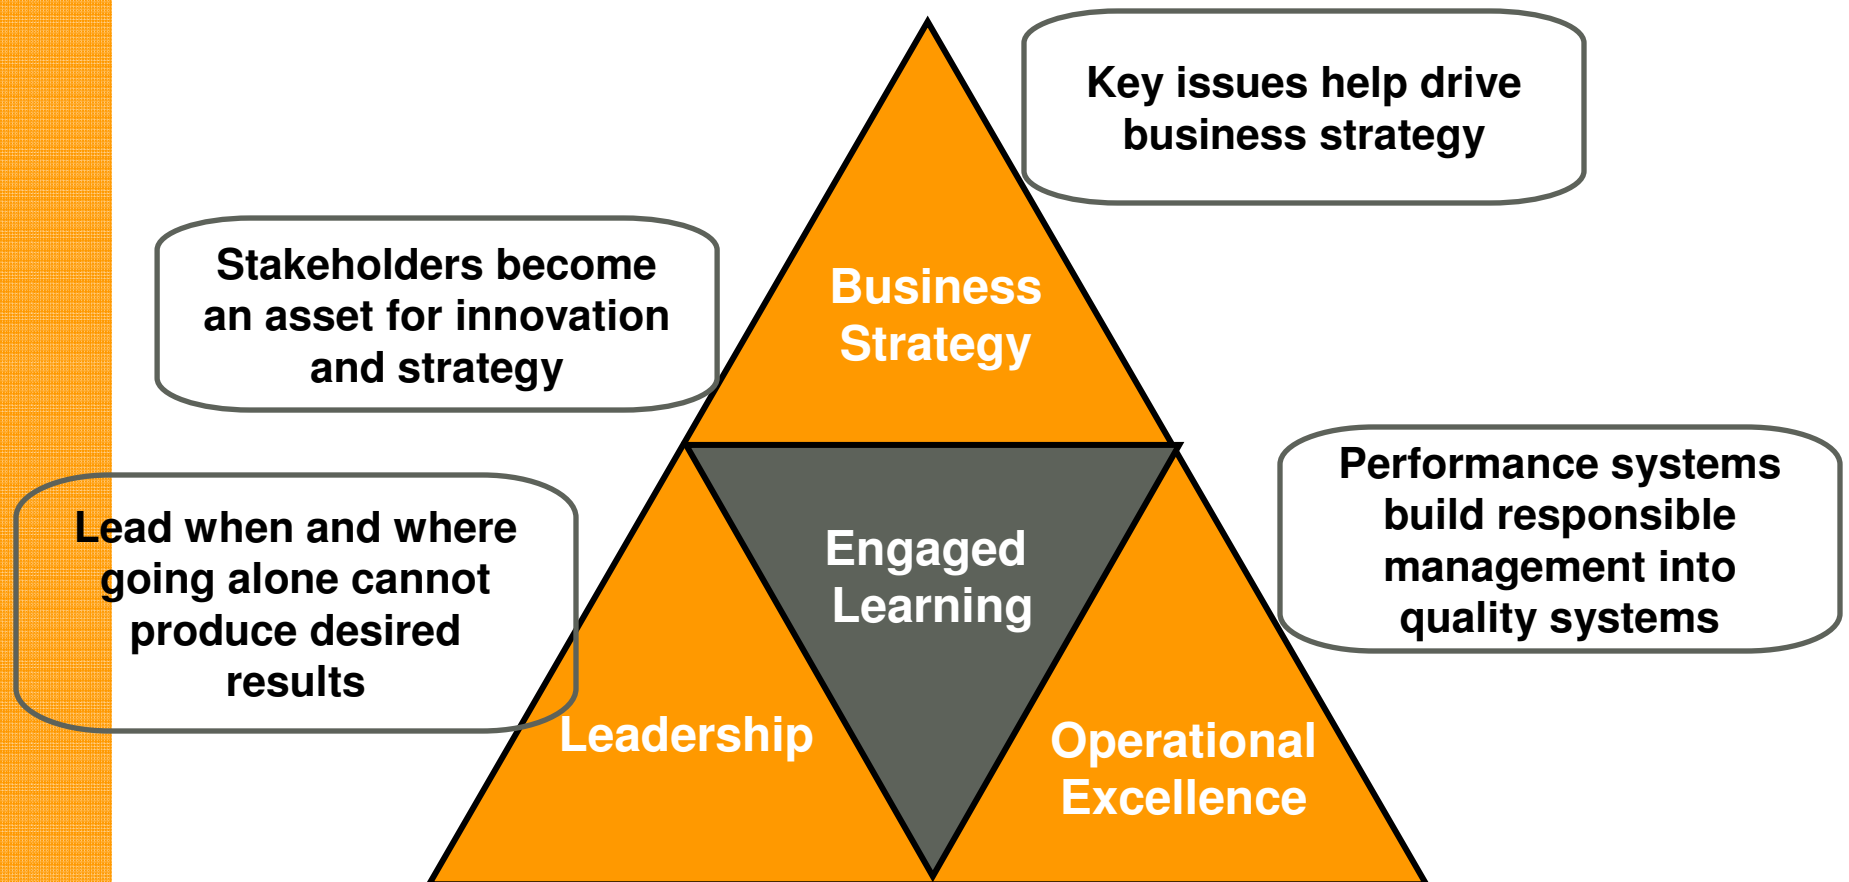 Key issues help drive
business strategy
Stakeholders become
an asset for innovation
and strategy
Business
Strategy
Performance systems
build responsible
management into
quality systems
Lead when and where
going alone cannot
produce desired
results
Engaged
Learning
Leadership
Operational
Excellence